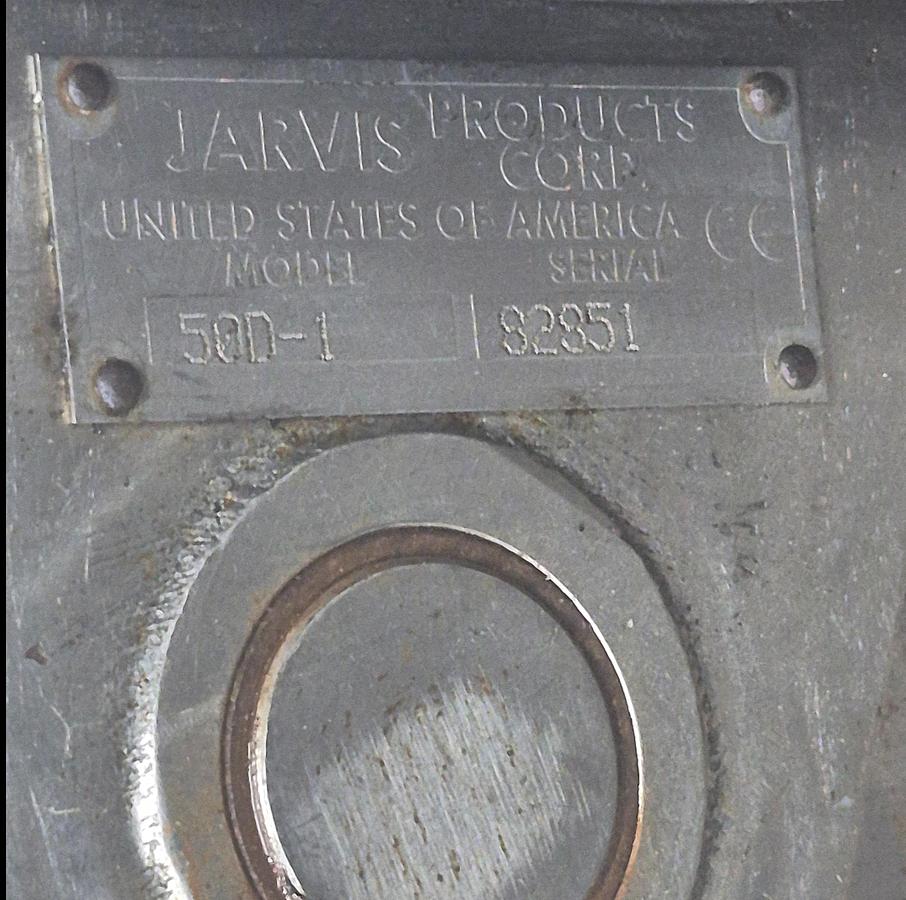 JARVIS PRODUCTS CORP.
UNITED STATES OF AMERICA CE
MODEL SERIAL
50D-1 82851